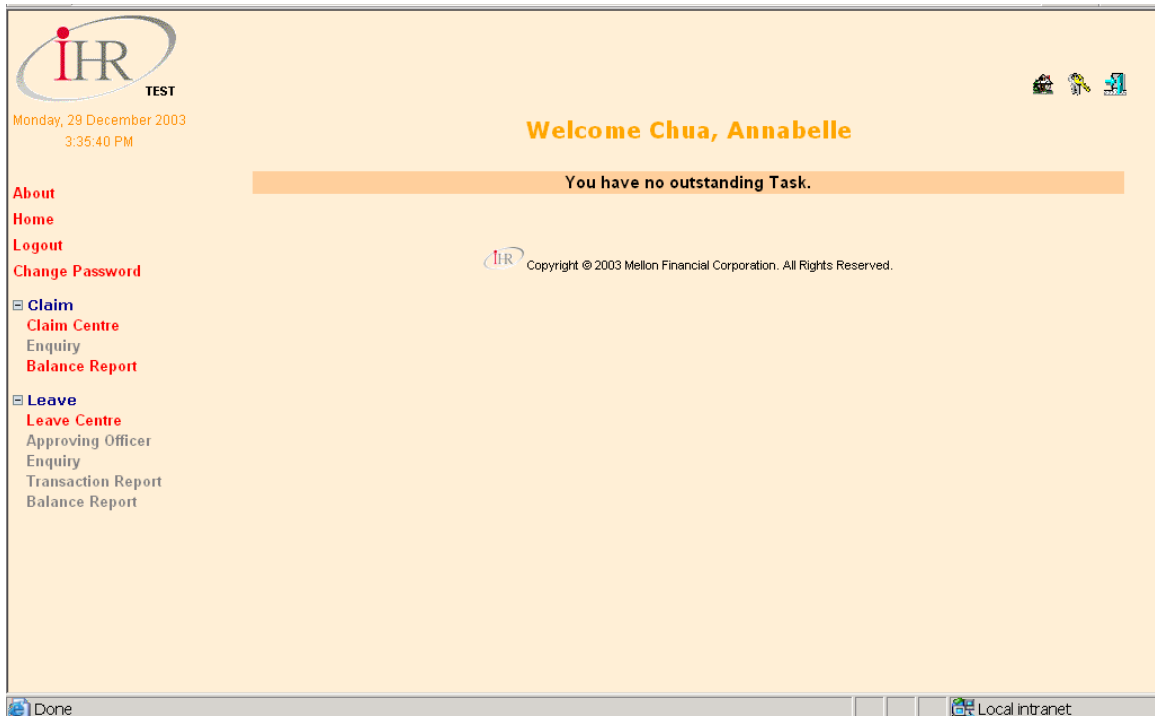 iHR
TEST
Monday, 29 December 2003
3:35:40 PM
Welcome Chua, Annabelle
You have no outstanding Task.
About
Home
Logout
Change Password
iHR Copyright © 2003 Mellon Financial Corporation. All Rights Reserved.
Claim
Claim Centre
Enquiry
Balance Report
Leave
Leave Centre
Approving Officer
Enquiry
Transaction Report
Balance Report
Done
Local intranet